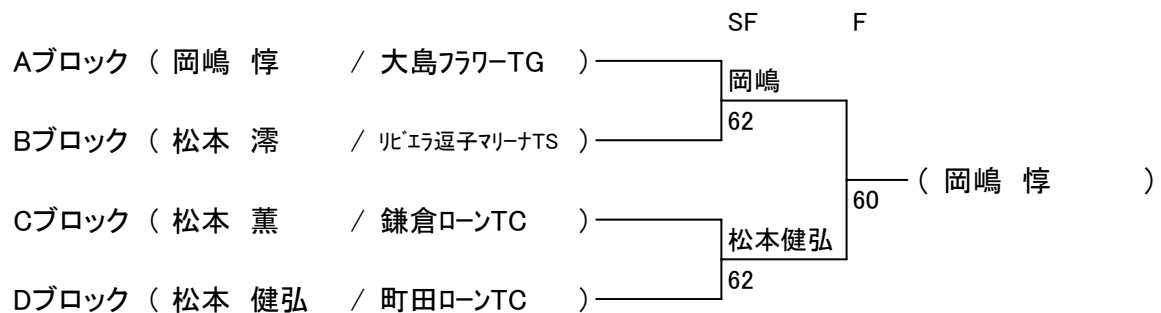 SF F
Aブロック ( 岡嶋 惇 / 大島フラワーTG )
岡嶋
62
Bブロック ( 松本 澪 / リビエラ逗子マリーナTS )
( 岡嶋 惇 )
60
Cブロック ( 松本 薫 / 鎌倉ローンTC )
松本健弘
62
Dブロック ( 松本 健弘 / 町田ローンTC )